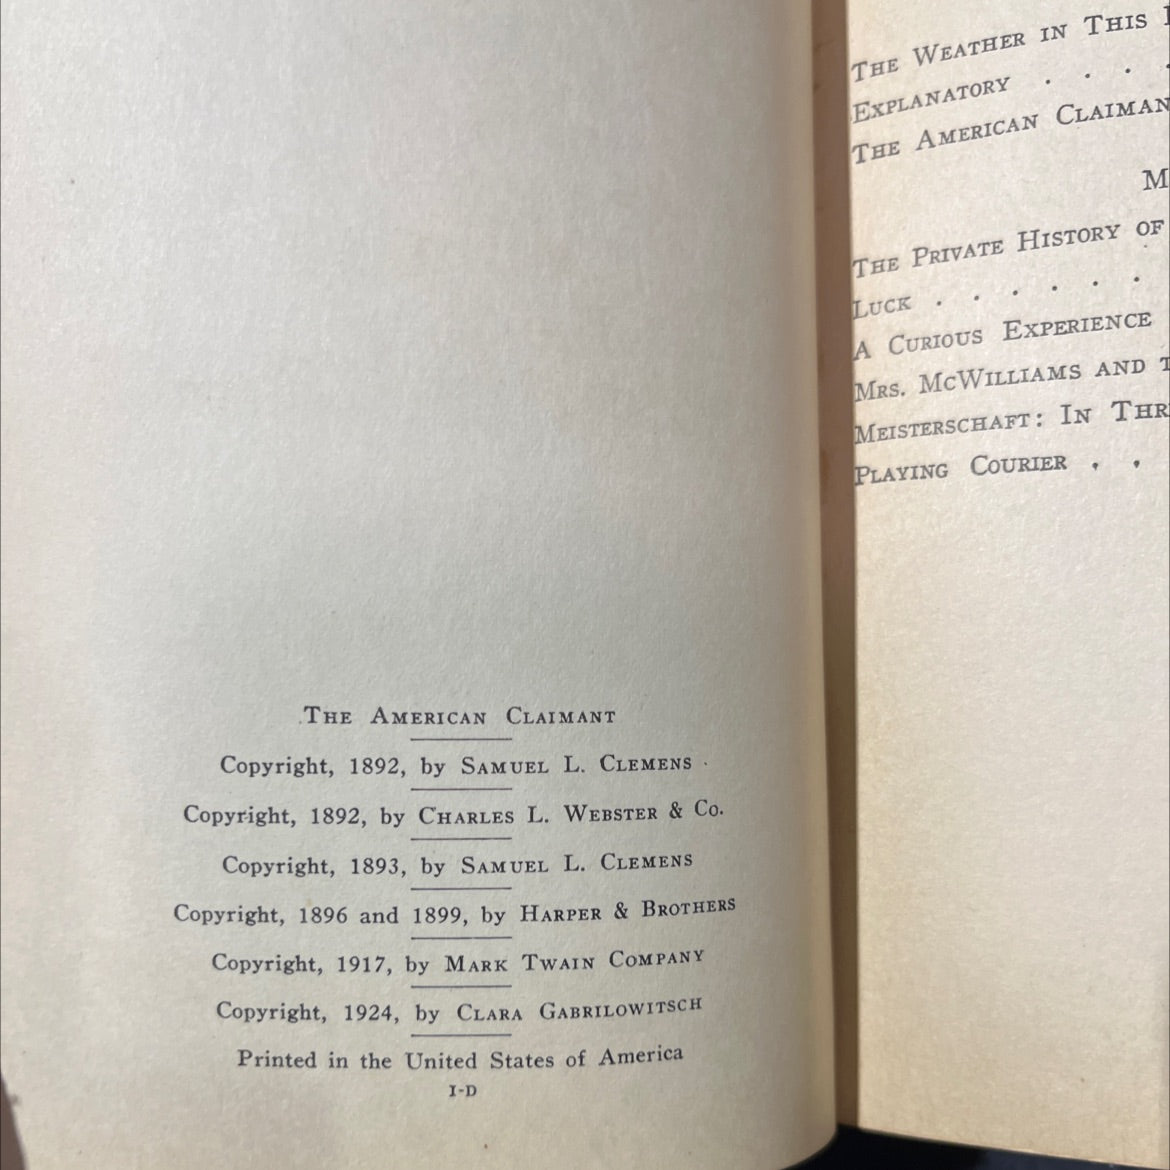 The American Claimant
Copyright, 1892, by Samuel L. Clemens
Copyright, 1892, by Charles L. Webster & Co.
Copyright, 1893, by Samuel L. Clemens
Copyright, 1896 and 1899, by Harper & Brothers
Copyright, 1917, by Mark Twain Company
Copyright, 1924, by Clara Gabrilowitsch
Printed in the United States of America
I-D
The Weather in This
Explanatory . . . .
The American Claiman
M
The Private History of
Luck . . . . . .
A Curious Experience
Mrs. McWilliams and
Meisterschaft: In Thr
Playing Courier . .